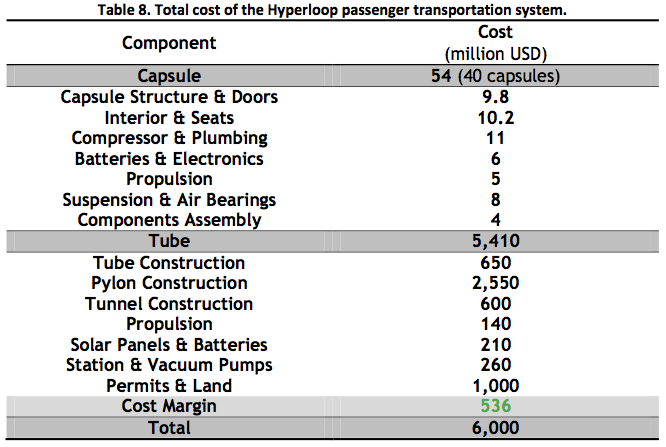 Table 8. Total cost of the Hyperloop passenger transportation system.
Component Cost (million USD)
Capsule 54 (40 capsules)
Capsule Structure & Doors 9.8
Interior & Seats 10.2
Compressor & Plumbing 11
Batteries & Electronics 6
Propulsion 5
Suspension & Air Bearings 8
Components Assembly 4
Tube 5,410
Tube Construction 650
Pylon Construction 2,550
Tunnel Construction 600
Propulsion 140
Solar Panels & Batteries 210
Station & Vacuum Pumps 260
Permits & Land 1,000
Cost Margin 536
Total 6,000